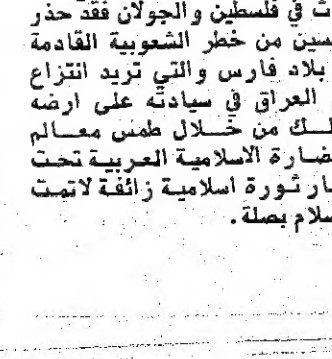 ت في فلسطين والجولان فقد حذر
سين من خطر الشعوبية القادمة
بلاد فارس والتي تريد انتزاع
العراق في سيادته على ارضه
لك من خلال طمس معالم
ضارة الاسلامية العربية تحت
ار ثورة اسلامية زائفة لاتمت
سلام بصلة .